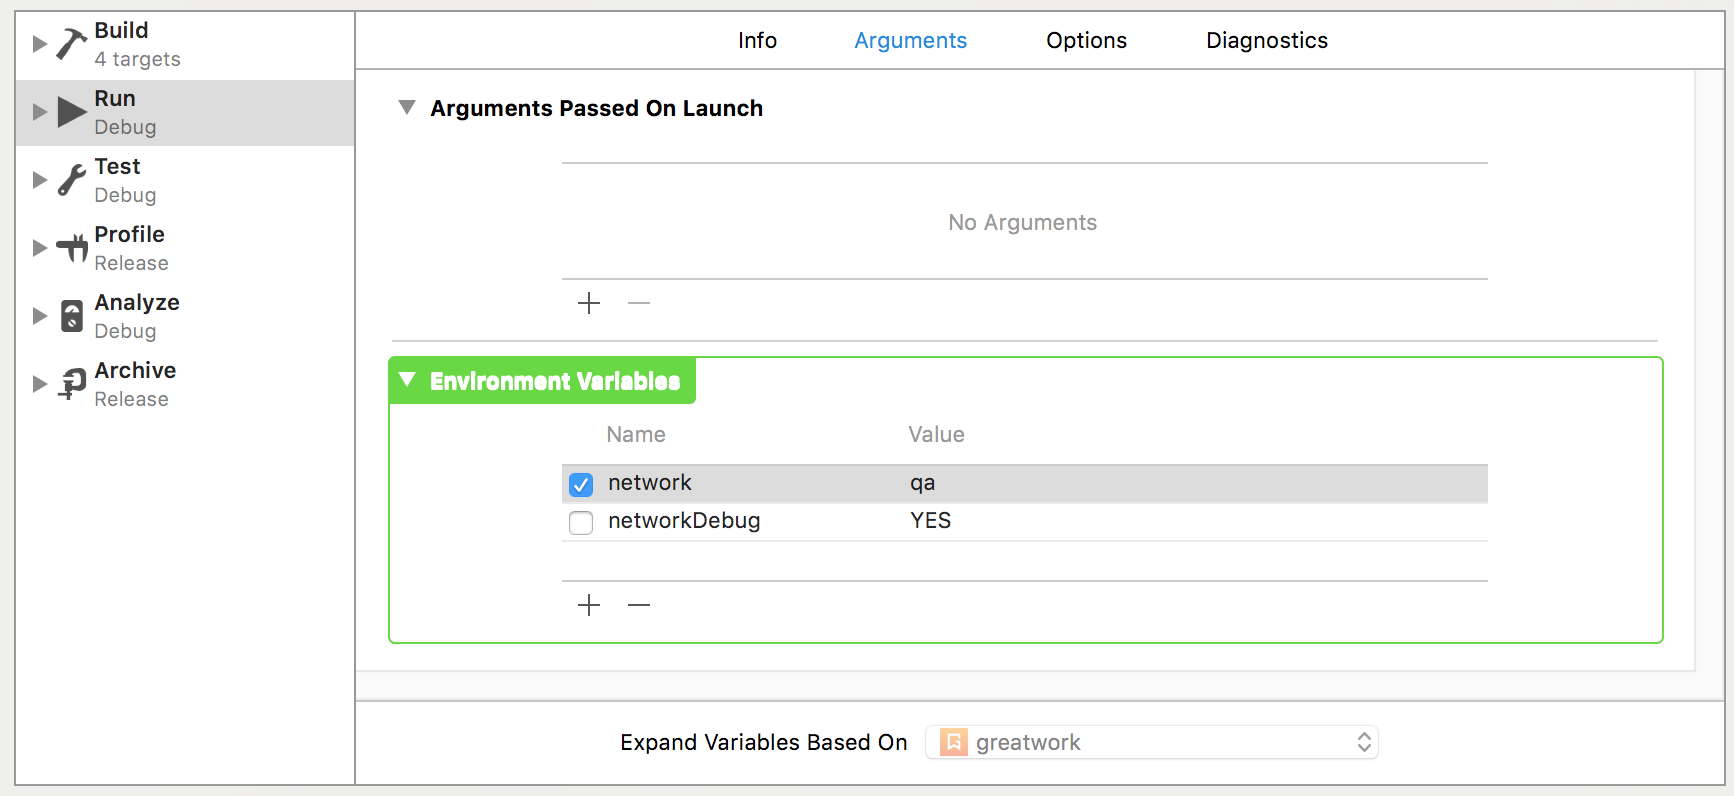 Build
4 targets
Run
Debug
Test
Debug
Profile
Release
Analyze
Debug
Archive
Release
Info Arguments Options Diagnostics
Arguments Passed On Launch
No Arguments
Environment Variables
Name Value
network qa
networkDebug YES
Expand Variables Based On greatwork